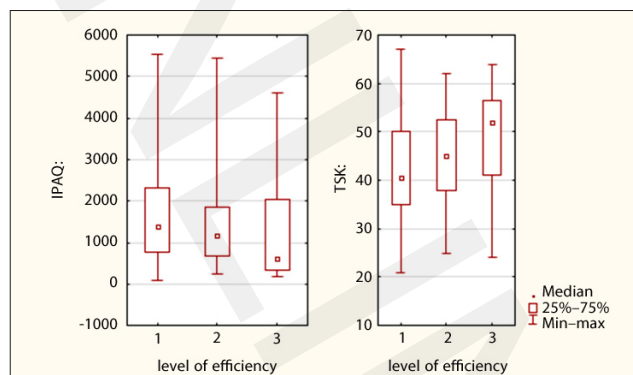 6000
5000
4000
3000
2000
1000
0
-1000
IPAQ:
1 2 3
level of efficiency
70
60
50
40
30
20
10
TSK:
1 2 3
level of efficiency
Median
25%–75%
Min–max